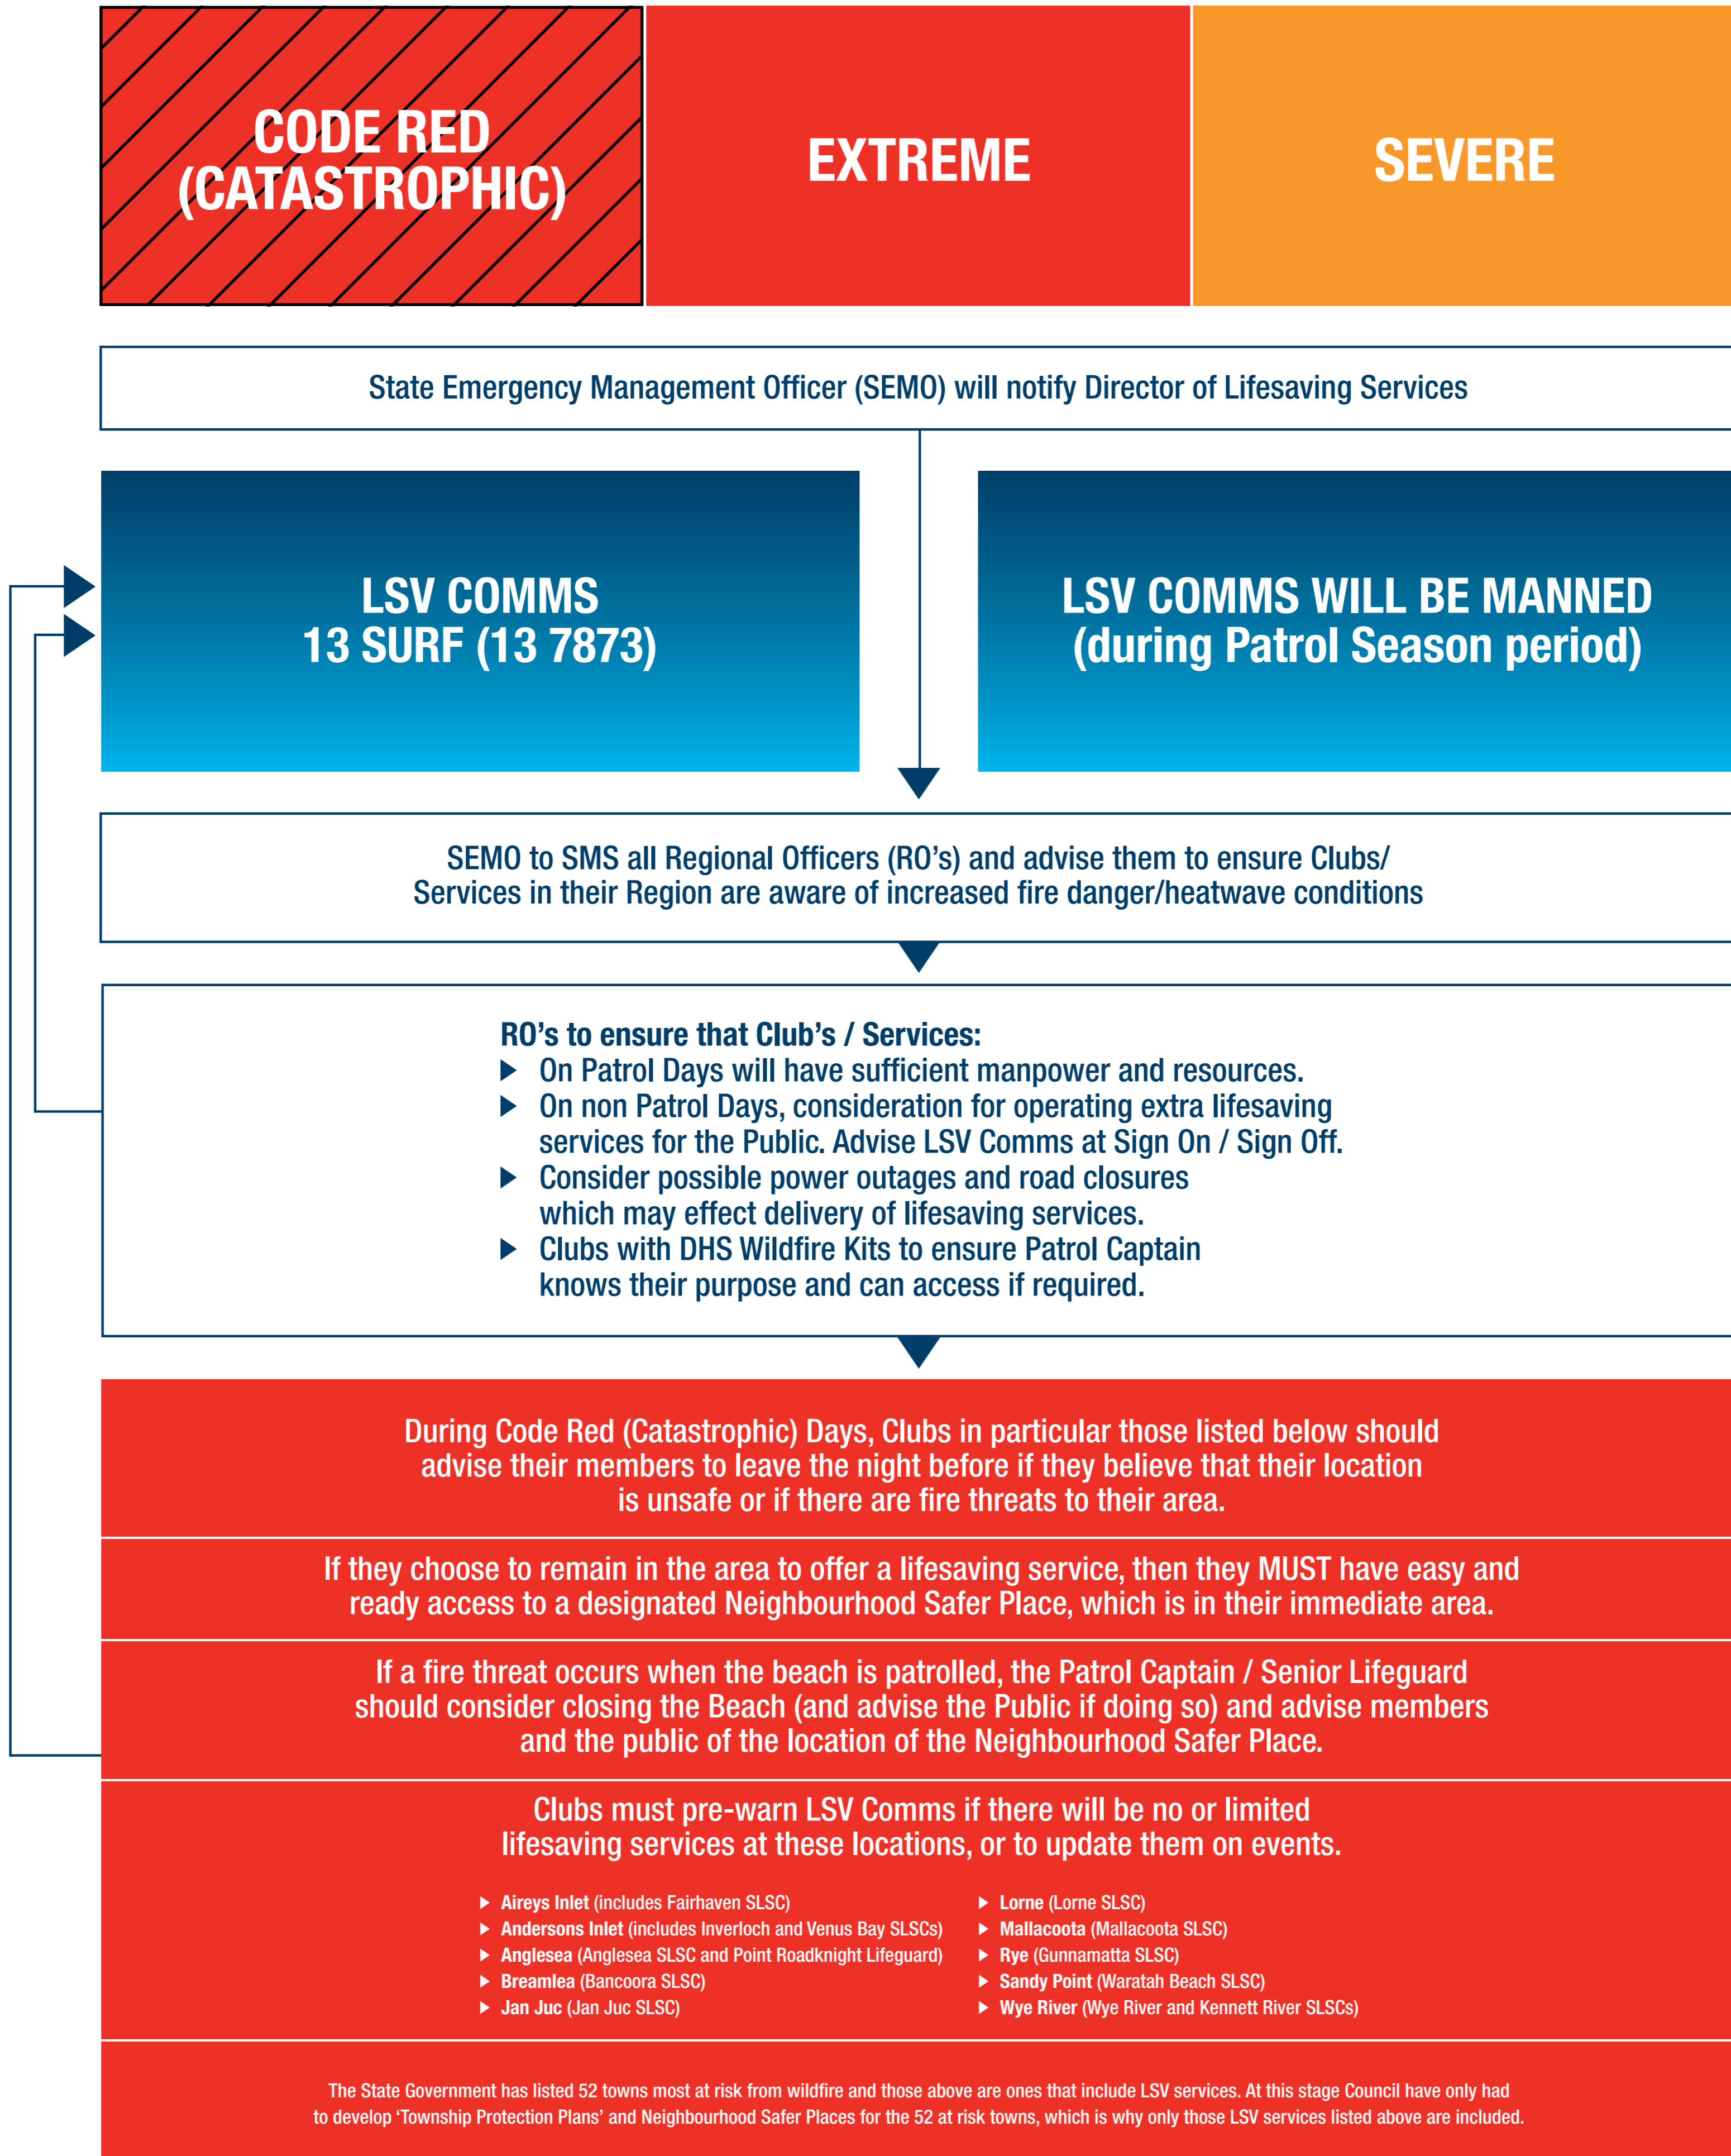 CODE RED
(CATASTROPHIC)
EXTREME
SEVERE
State Emergency Management Officer (SEMO) will notify Director of Lifesaving Services
LSV COMMS
13 SURF (13 7873)
LSV COMMS WILL BE MANNED
(during Patrol Season period)
SEMO to SMS all Regional Officers (RO's) and advise them to ensure Clubs/
Services in their Region are aware of increased fire danger/heatwave conditions
RO's to ensure that Club's / Services:
▶ On Patrol Days will have sufficient manpower and resources.
▶ On non Patrol Days, consideration for operating extra lifesaving
services for the Public. Advise LSV Comms at Sign On / Sign Off.
▶ Consider possible power outages and road closures
which may effect delivery of lifesaving services.
▶ Clubs with DHS Wildfire Kits to ensure Patrol Captain
knows their purpose and can access if required.
During Code Red (Catastrophic) Days, Clubs in particular those listed below should
advise their members to leave the night before if they believe that their location
is unsafe or if there are fire threats to their area.
If they choose to remain in the area to offer a lifesaving service, then they MUST have easy and
ready access to a designated Neighbourhood Safer Place, which is in their immediate area.
If a fire threat occurs when the beach is patrolled, the Patrol Captain / Senior Lifeguard
should consider closing the Beach (and advise the Public if doing so) and advise members
and the public of the location of the Neighbourhood Safer Place.
Clubs must pre-warn LSV Comms if there will be no or limited
lifesaving services at these locations, or to update them on events.
▶ Aireys Inlet (includes Fairhaven SLSC)
▶ Andersons Inlet (includes Inverloch and Venus Bay SLSCs)
▶ Anglesea (Anglesea SLSC and Point Roadknight Lifeguard)
▶ Breamlea (Bancoora SLSC)
▶ Jan Juc (Jan Juc SLSC)
▶ Lorne (Lorne SLSC)
▶ Mallacoota (Mallacoota SLSC)
▶ Rye (Gunnamatta SLSC)
▶ Sandy Point (Waratah Beach SLSC)
▶ Wye River (Wye River and Kennett River SLSCs)
The State Government has listed 52 towns most at risk from wildfire and those above are ones that include LSV services. At this stage Council have only had
to develop 'Township Protection Plans' and Neighbourhood Safer Places for the 52 at risk towns, which is why only those LSV services listed above are included.